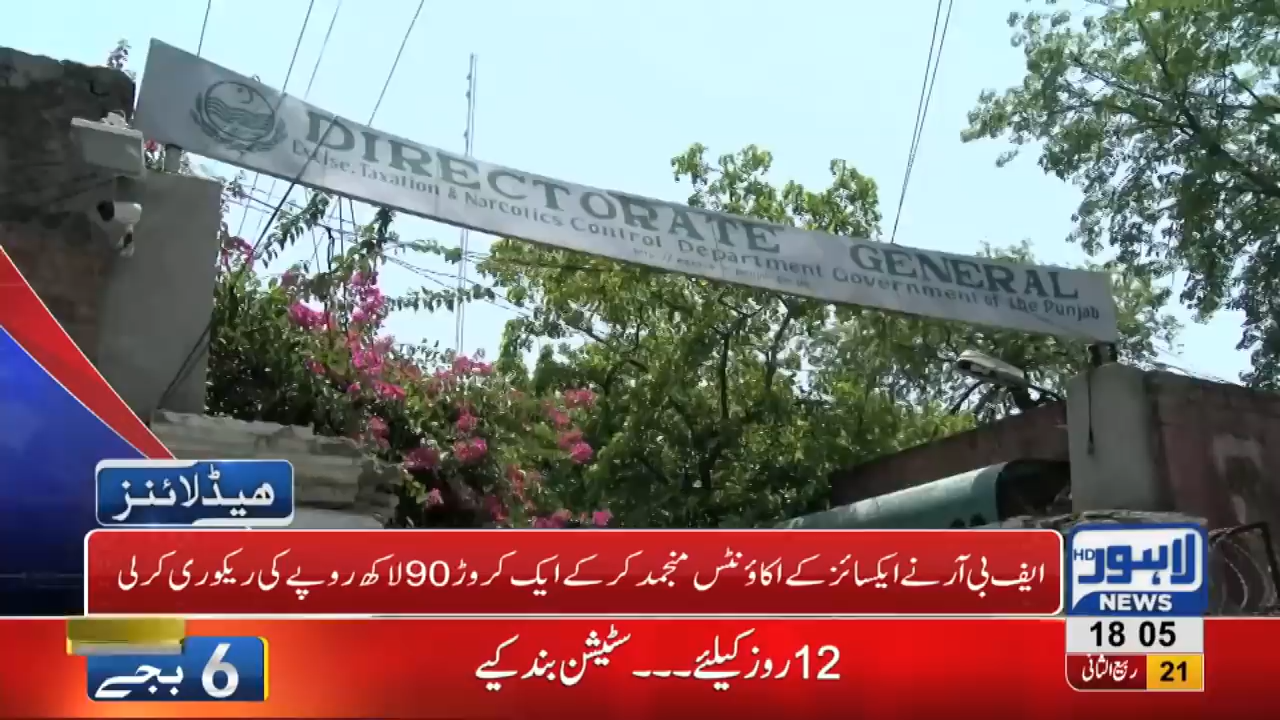 DIRECTORATE GENERAL
Excise, Taxation & Narcotics Control Department Government of the Punjab
ھیڈلائنز
ایف بی آر نے ایکسائز کے اکاؤنٹس منجمد کر کے ایک کروڑ 90 لاکھ روپے کی ریکوری کر لی
HD
لاہور
NEWS
18 05
ربیع الثانی 21
6 بجے
12 روز کیلئے ۔۔۔ سٹیشن بند کیے